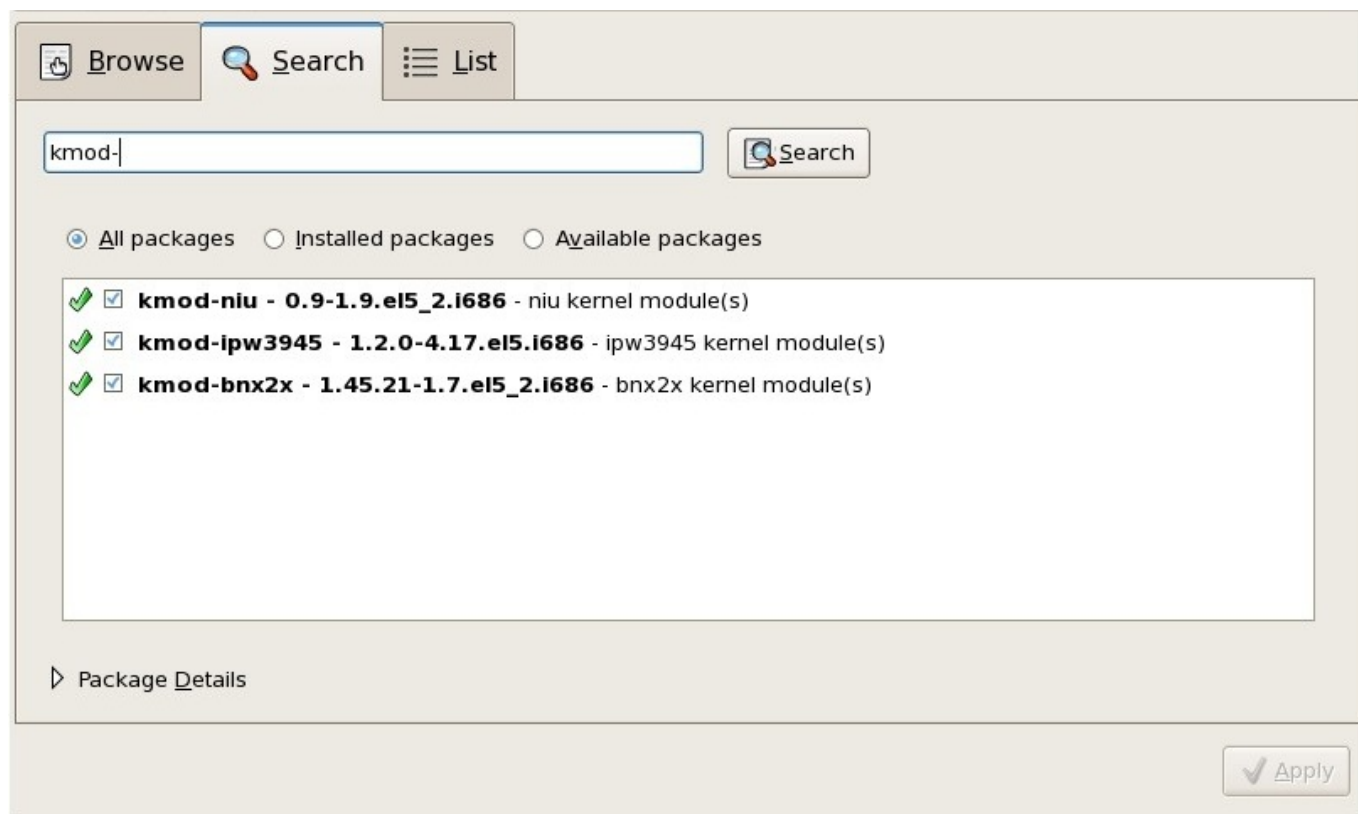 Browse Search List
kmod-
Search
All packages Installed packages Available packages
kmod-niu - 0.9-1.9.el5_2.i686 - niu kernel module(s)
kmod-ipw3945 - 1.2.0-4.17.el5.i686 - ipw3945 kernel module(s)
kmod-bnx2x - 1.45.21-1.7.el5_2.i686 - bnx2x kernel module(s)
Package Details
Apply